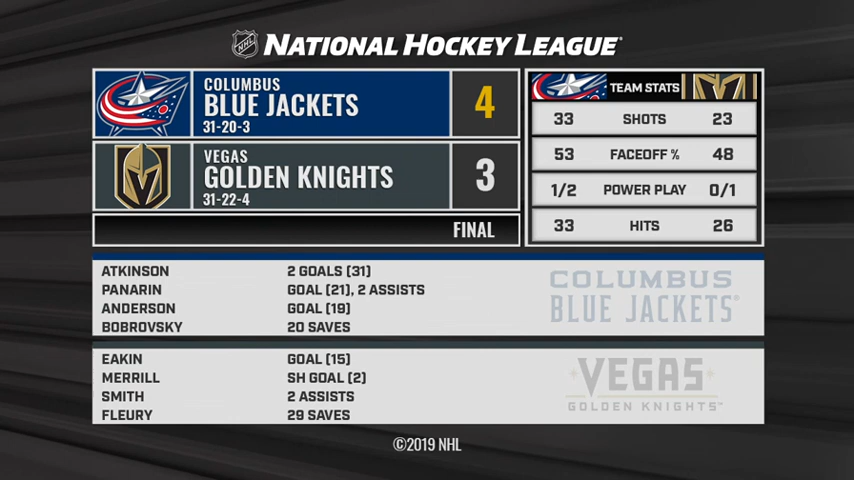 NHL
NATIONAL HOCKEY LEAGUE
COLUMBUS
BLUE JACKETS
31-20-3
4
VEGAS
GOLDEN KNIGHTS
31-22-4
3
FINAL
TEAM STATS
33 SHOTS 23
53 FACEOFF % 48
1/2 POWER PLAY 0/1
33 HITS 26
ATKINSON 2 GOALS (31)
PANARIN GOAL (21), 2 ASSISTS
ANDERSON GOAL (19)
BOBROVSKY 20 SAVES
COLUMBUS
BLUE JACKETS
EAKIN GOAL (15)
MERRILL SH GOAL (2)
SMITH 2 ASSISTS
FLEURY 29 SAVES
VEGAS
GOLDEN KNIGHTS™
©2019 NHL